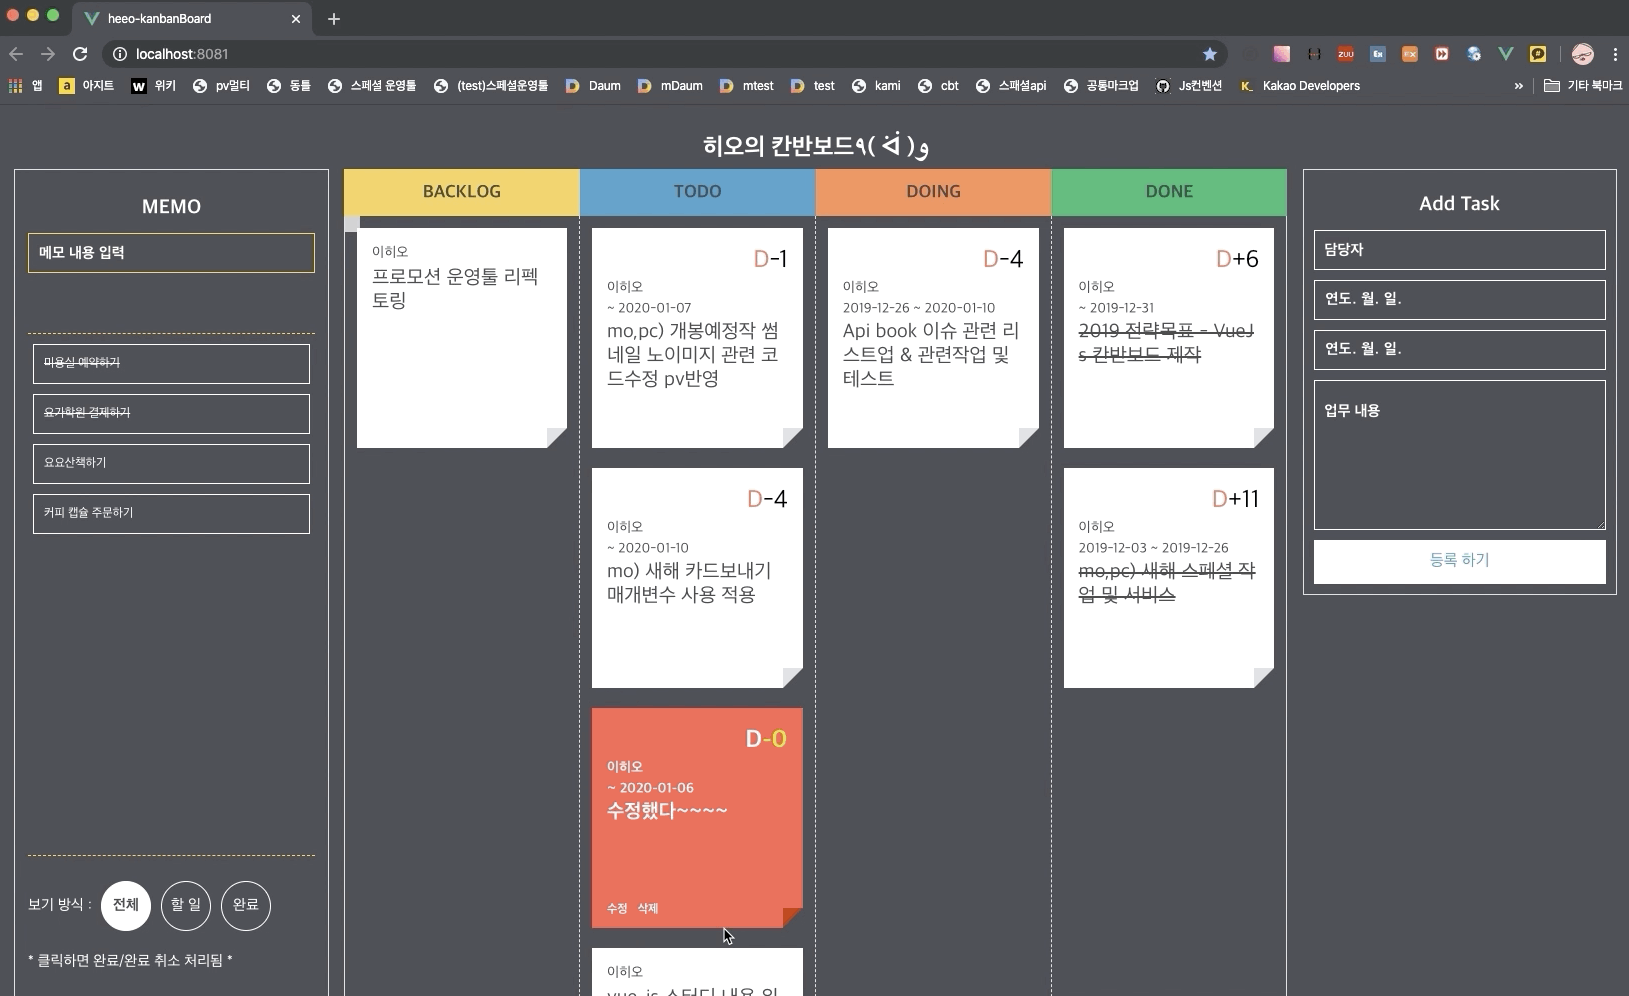 heeo-kanbanBoard
localhost:8081
앱 아지트 위키 pv멀티 동틀 스페셜 운영툴 (test)스페셜운영툴 Daum mDaum mtest test kami cbt 스패셜api 공통마크업 Js컨벤션 Kakao Developers » 기타 북마크
히오의 칸반보드٩( ᐛ )و
MEMO
메모 내용 입력
미용실 예약하기
요가학원 결제하기
요요산책하기
커피 캡슐 주문하기
보기 방식 : 전체 할 일 완료
* 클릭하면 완료/완료 취소 처리됨 *
BACKLOG
이히오
프로모션 운영툴 리펙
토링
TODO
D-1
이히오
~ 2020-01-07
mo,pc) 개봉예정작 썸
네일 노이미지 관련 코
드수정 pv반영
D-4
이히오
~ 2020-01-10
mo) 새해 카드보내기
매개변수 사용 적용
D-0
이히오
~ 2020-01-06
수정했다~~~~
수정 삭제
이히오
DOING
D-4
이히오
2019-12-26 ~ 2020-01-10
Api book 이슈 관련 리
스트업 & 관련작업 및
테스트
DONE
D+6
이히오
~ 2019-12-31
2019 전략목표 - VueJ
s 칸반보드 제작
D+11
이히오
2019-12-03 ~ 2019-12-26
mo,pc) 새해 스페셜 작
업 및 서비스
Add Task
담당자
연도. 월. 일.
연도. 월. 일.
업무 내용
등록 하기